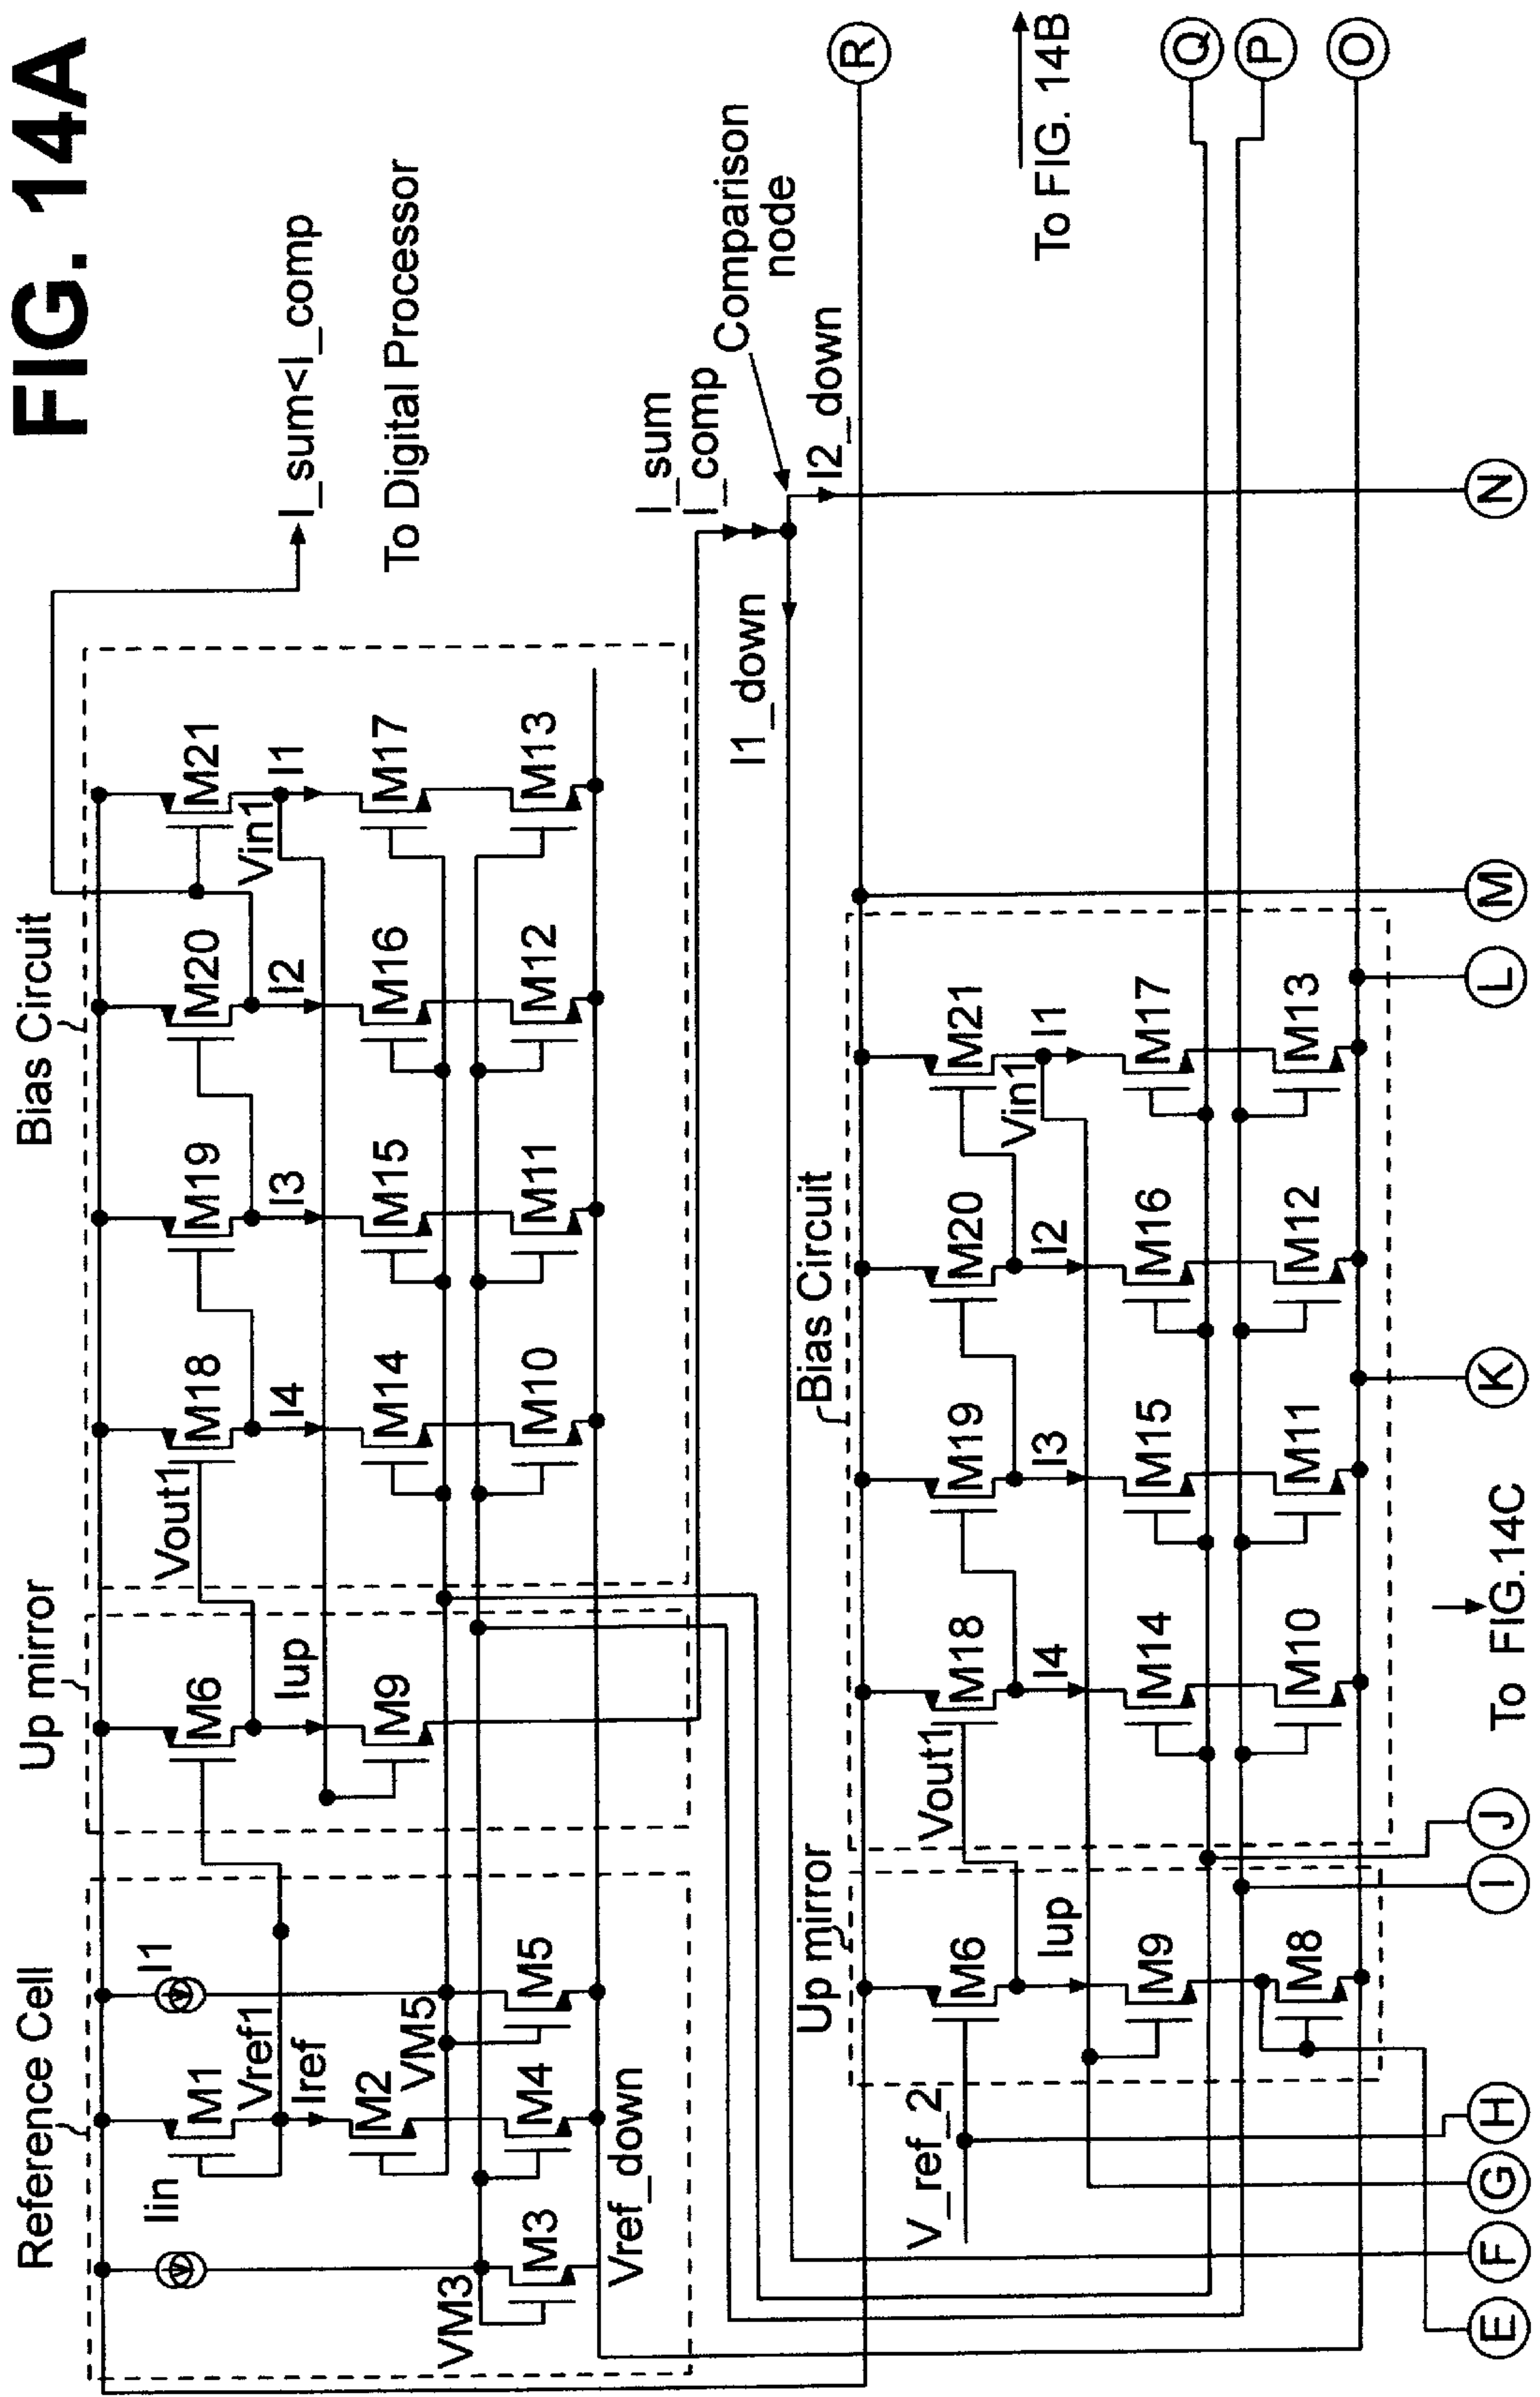 FIG. 14A
Reference Cell
Up mirror
Bias Circuit
I_sum<I_comp
To Digital Processor
Iin
I1
M1
Vref1
Iref
M2
VM5
M5
M4
M3
VM3
Vref_down
M6
Iup
M9
Vout1
M18
I4
M14
M10
M19
I3
M15
M11
M20
I2
M16
M12
M21
Vin1
I1
M17
M13
I_sum
I_comp
Comparison
node
I1_down
I2_down
V_ref_2
Up mirror
M6
Iup
M9
M8
Bias Circuit
Vout1
M18
I4
M14
M10
M19
I3
M15
M11
M20
I2
M16
M12
M21
Vin1
I1
M17
M13
R
To FIG. 14B
Q
P
O
To FIG.14C
E
F
G
H
I
J
K
L
M
N